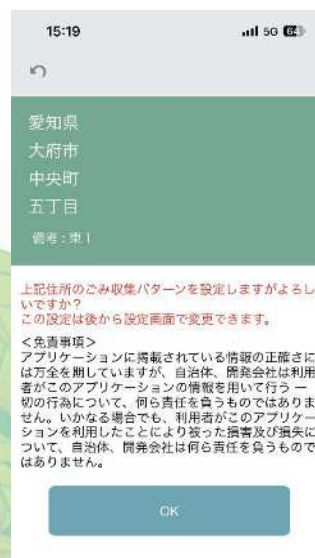 15:19
5G 64
愛知県
大府市
中央町
五丁目
備考:東1
上記住所のごみ収集パターンを設定しますがよろし
いですか?
この設定は後から設定画面で変更できます。
<免責事項>
アプリケーションに掲載されている情報の正確さに
は万全を期していますが、自治体、開発会社は利用
者がこのアプリケーションの情報を用いて行う一
切の行為について、何ら責任を負うものではありま
せん。いかなる場合でも、利用者がこのアプリケー
ションを利用したことにより被った損害及び損失に
ついて、自治体、開発会社は何ら責任を負うもので
はありません。
OK